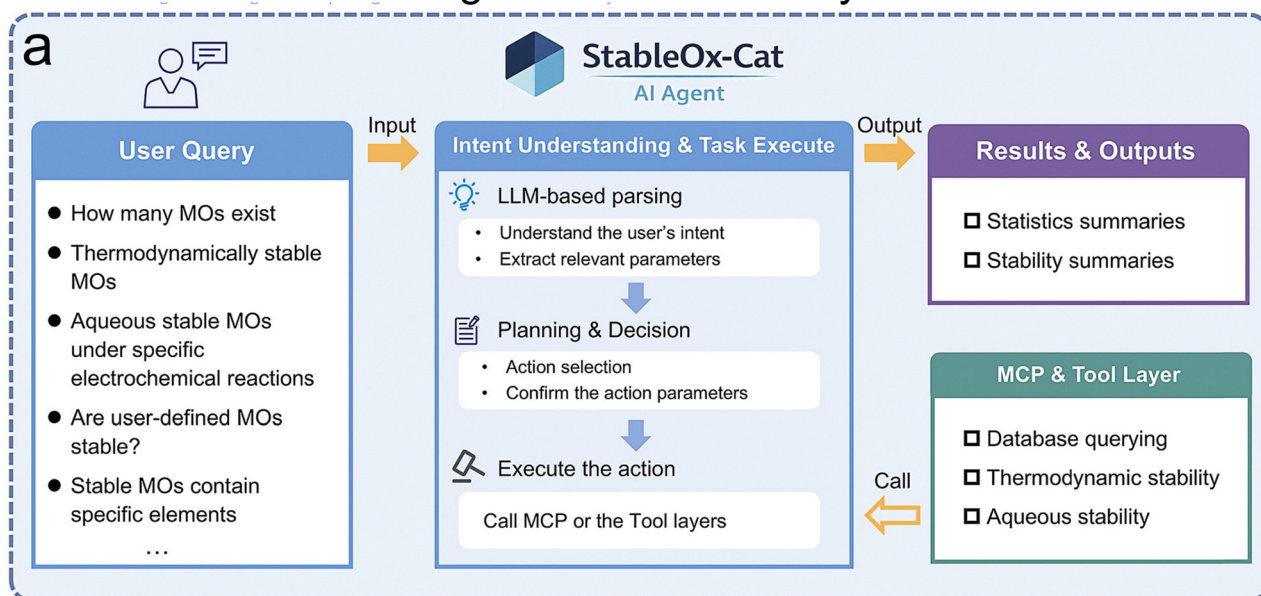 a
StableOx-Cat
AI Agent
User Query
How many MOs exist
Thermodynamically stable
MOs
Aqueous stable MOs
under specific
electrochemical reactions
Are user-defined MOs
stable?
Stable MOs contain
specific elements
...
Input
Intent Understanding & Task Execute
LLM-based parsing
Understand the user's intent
Extract relevant parameters
Planning & Decision
Action selection
Confirm the action parameters
Execute the action
Call MCP or the Tool layers
Output
Results & Outputs
Statistics summaries
Stability summaries
MCP & Tool Layer
Database querying
Thermodynamic stability
Aqueous stability
Call